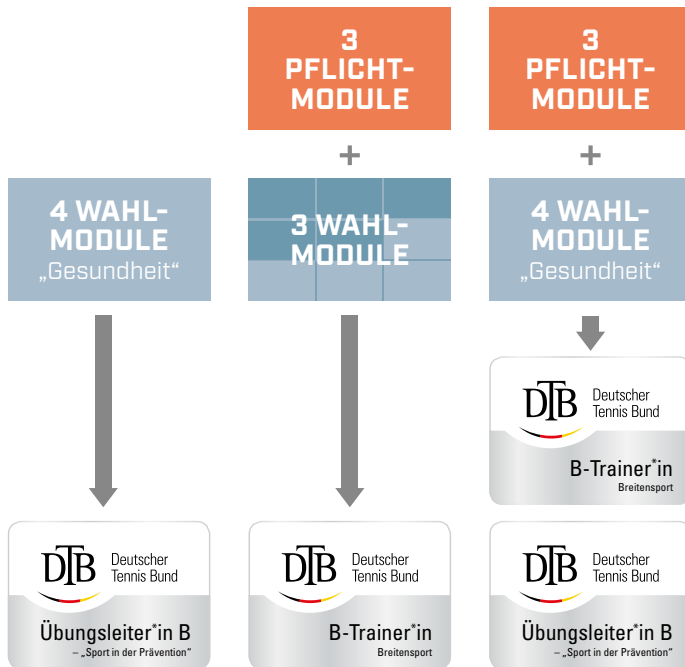 3
PFLICHT-
MODULE
3
PFLICHT-
MODULE
+
+
4 WAHL-
MODULE
„Gesundheit“
3 WAHL-
MODULE
4 WAHL-
MODULE
„Gesundheit“
DTB
Deutscher
Tennis Bund
B-Trainer*in
Breitensport
DTB
Deutscher
Tennis Bund
Übungsleiter*in B
– „Sport in der Prävention“
DTB
Deutscher
Tennis Bund
B-Trainer*in
Breitensport
DTB
Deutscher
Tennis Bund
Übungsleiter*in B
– „Sport in der Prävention“